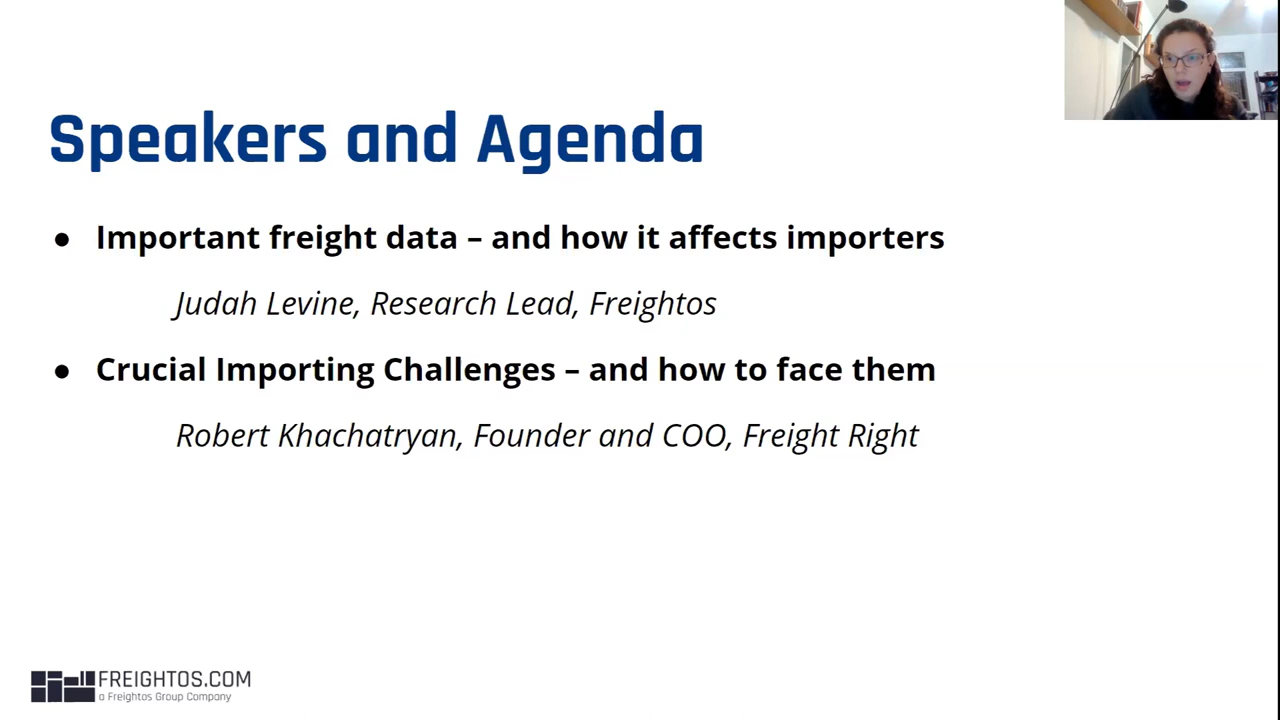 Speakers and Agenda
● Important freight data – and how it affects importers
Judah Levine, Research Lead, Freightos
● Crucial Importing Challenges – and how to face them
Robert Khachatryan, Founder and COO, Freight Right
FREIGHTOS.COM
a Freightos Group Company